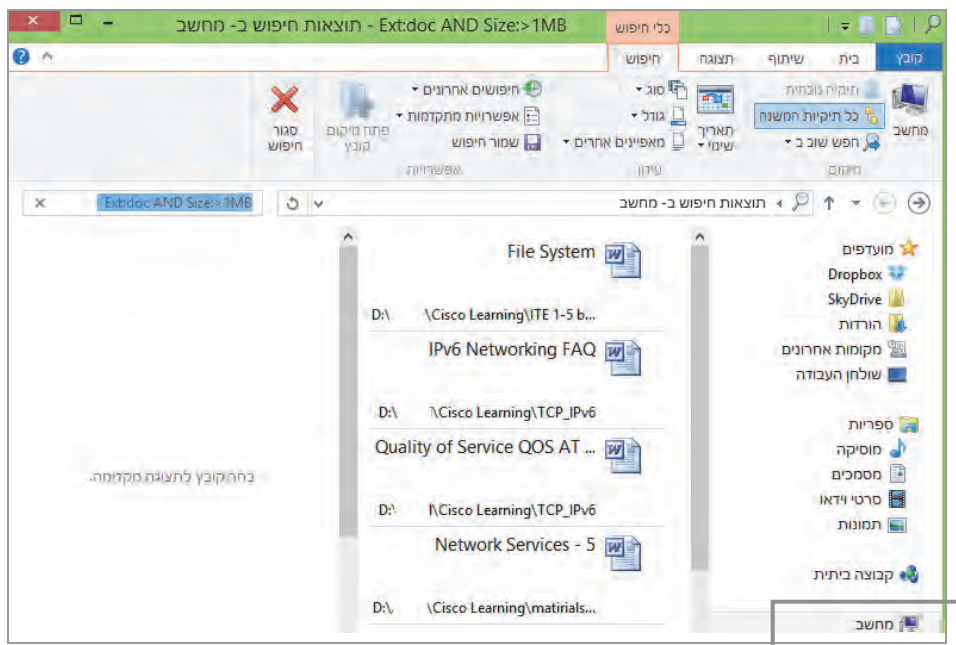 Ext:doc AND Size:>1MB - תוצאות חיפוש ב- מחשב
כלי חיפוש
קובץ בית שיתוף תצוגה חיפוש
מחשב
תיקיה נוכחית
כל תיקיות המשנה
חפש שוב ב
מיקום
תאריך שינוי
סוג
גודל
מאפיינים אחרים
עידון
חיפושים אחרונים
אפשרויות מתקדמות
שמור חיפוש
פתח מיקום קובץ
אפשרויות
סגור חיפוש
תוצאות חיפוש ב- מחשב
Ext:doc AND Size:>1MB
מועדפים
Dropbox
SkyDrive
הורדות
מקומות אחרונים
שולחן העבודה
ספריות
מוסיקה
מסמכים
סרטי וידאו
תמונות
קבוצה ביתית
מחשב
File System
D:\ \Cisco Learning\ITE 1-5 b...
IPv6 Networking FAQ
D:\ \Cisco Learning\TCP_IPv6
Quality of Service QOS AT ...
D:\ \Cisco Learning\TCP_IPv6
Network Services - 5
D:\ \Cisco Learning\matirials...
בחר קובץ לתצוגה מקדימה.